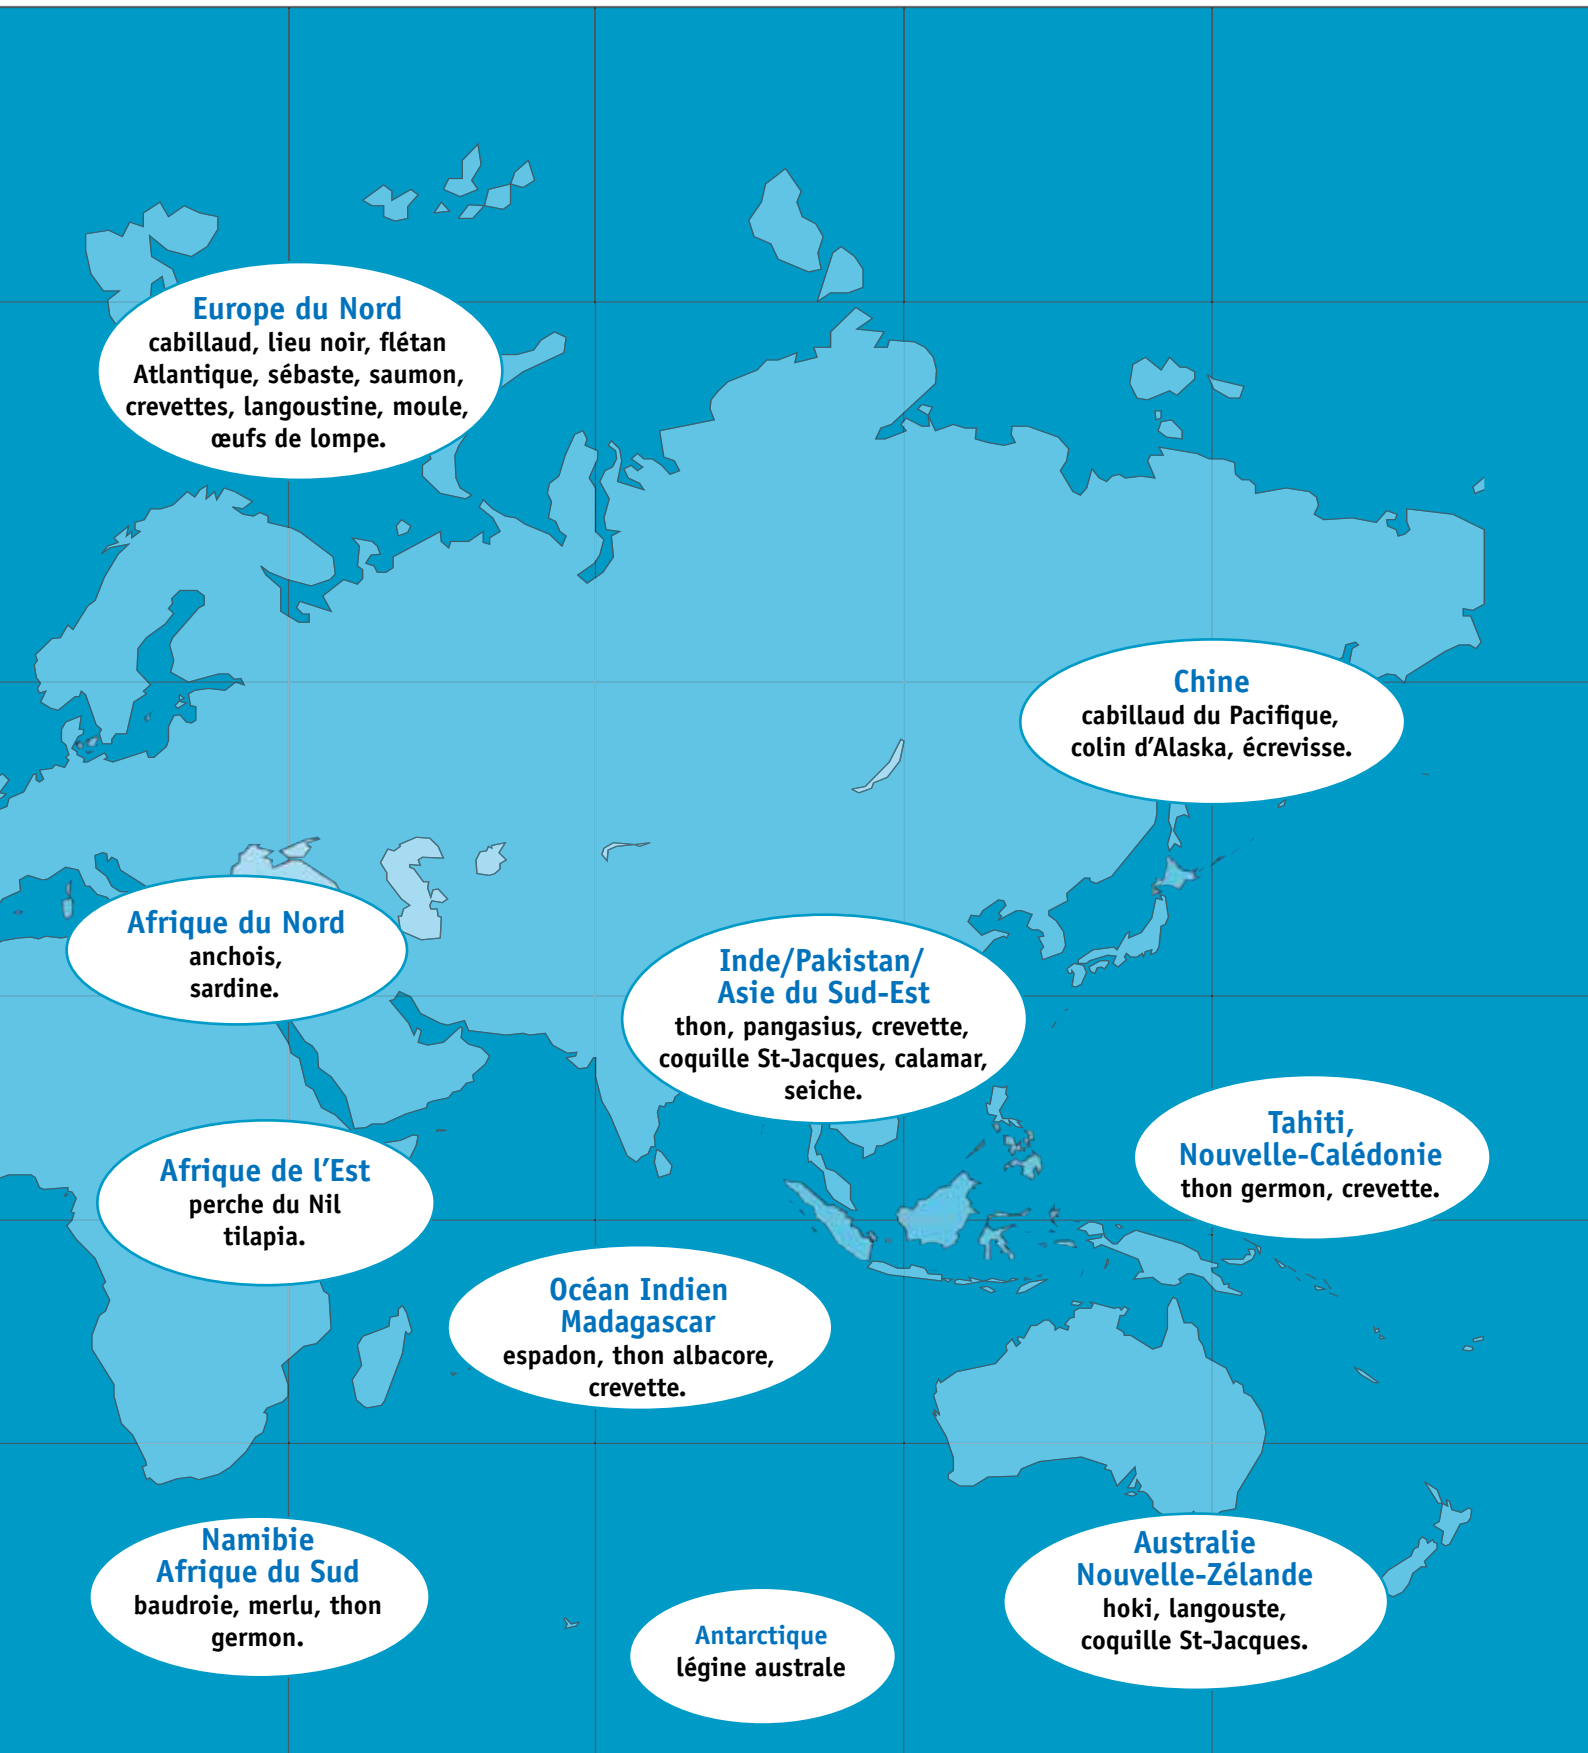 Europe du Nord
cabillaud, lieu noir, flétan
Atlantique, sébaste, saumon,
crevettes, langoustine, moule,
œufs de lompe.
Chine
cabillaud du Pacifique,
colin d'Alaska, écrevisse.
Afrique du Nord
anchois,
sardine.
Inde/Pakistan/
Asie du Sud-Est
thon, pangasius, crevette,
coquille St-Jacques, calamar,
seiche.
Tahiti,
Nouvelle-Calédonie
thon germon, crevette.
Afrique de l'Est
perche du Nil
tilapia.
Océan Indien
Madagascar
espadon, thon albacore,
crevette.
Namibie
Afrique du Sud
baudroie, merlu, thon
germon.
Australie
Nouvelle-Zélande
hoki, langouste,
coquille St-Jacques.
Antarctique
légine australe